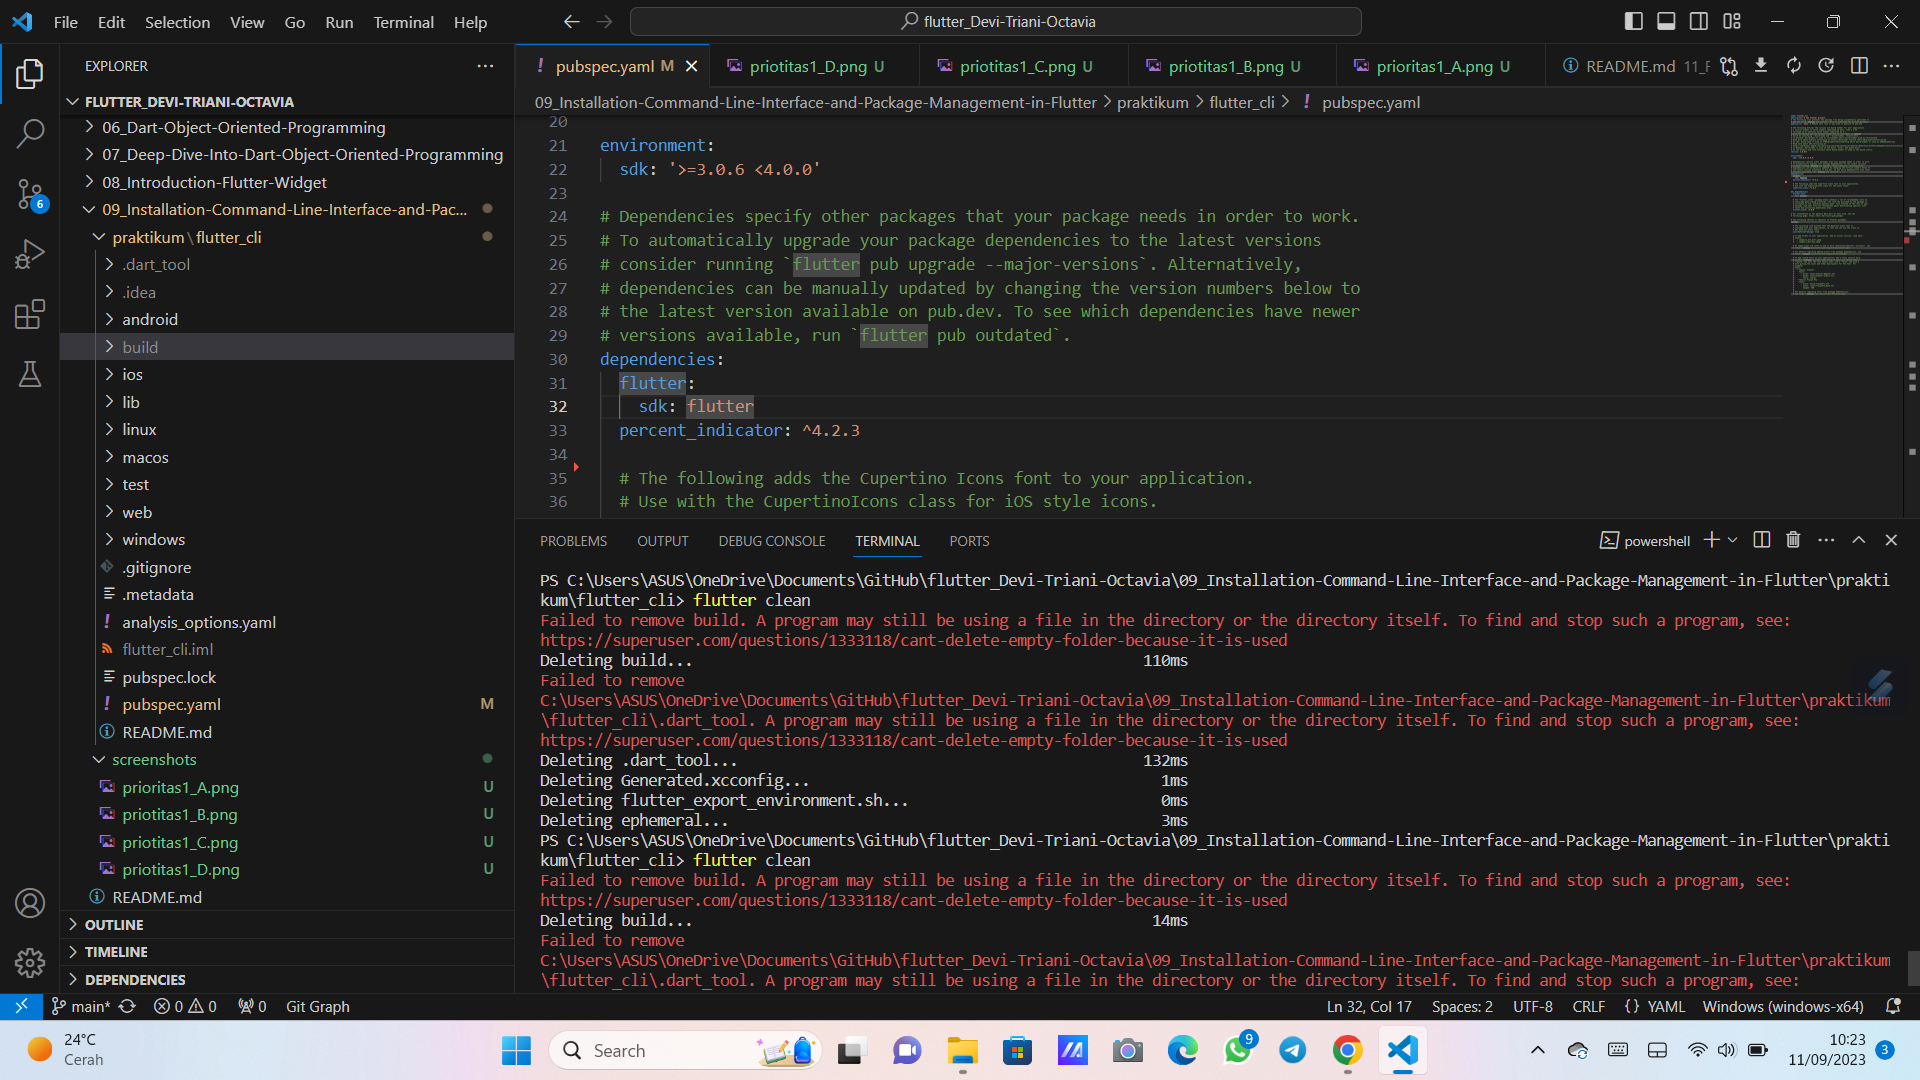 File Edit Selection View Go Run Terminal Help
flutter_Devi-Triani-Octavia
EXPLORER
FLUTTER_DEVI-TRIANI-OCTAVIA
06_Dart-Object-Oriented-Programming
07_Deep-Dive-Into-Dart-Object-Oriented-Programming
08_Introduction-Flutter-Widget
09_Installation-Command-Line-Interface-and-Pac...
praktikum\flutter_cli
.dart_tool
.idea
android
build
ios
lib
linux
macos
test
web
windows
.gitignore
.metadata
analysis_options.yaml
flutter_cli.iml
pubspec.lock
pubspec.yaml M
README.md
screenshots
prioritas1_A.png U
priotitas1_B.png U
priotitas1_C.png U
priotitas1_D.png U
README.md
OUTLINE
TIMELINE
DEPENDENCIES
6
! pubspec.yaml M
priotitas1_D.png U
priotitas1_C.png U
priotitas1_B.png U
prioritas1_A.png U
README.md 11_F
09_Installation-Command-Line-Interface-and-Package-Management-in-Flutter > praktikum > flutter_cli > ! pubspec.yaml
20
21 environment:
22 sdk: '>=3.0.6 <4.0.0'
23
24 # Dependencies specify other packages that your package needs in order to work.
25 # To automatically upgrade your package dependencies to the latest versions
26 # consider running `flutter pub upgrade --major-versions`. Alternatively,
27 # dependencies can be manually updated by changing the version numbers below to
28 # the latest version available on pub.dev. To see which dependencies have newer
29 # versions available, run `flutter pub outdated`.
30 dependencies:
31 flutter:
32 sdk: flutter
33 percent_indicator: ^4.2.3
34
35 # The following adds the Cupertino Icons font to your application.
36 # Use with the CupertinoIcons class for iOS style icons.
PROBLEMS OUTPUT DEBUG CONSOLE TERMINAL PORTS
powershell
PS C:\Users\ASUS\OneDrive\Documents\GitHub\flutter_Devi-Triani-Octavia\09_Installation-Command-Line-Interface-and-Package-Management-in-Flutter\prakti
kum\flutter_cli> flutter clean
Failed to remove build. A program may still be using a file in the directory or the directory itself. To find and stop such a program, see:
https://superuser.com/questions/1333118/cant-delete-empty-folder-because-it-is-used
Deleting build... 110ms
Failed to remove
C:\Users\ASUS\OneDrive\Documents\GitHub\flutter_Devi-Triani-Octavia\09_Installation-Command-Line-Interface-and-Package-Management-in-Flutter\praktikum
\flutter_cli\.dart_tool. A program may still be using a file in the directory or the directory itself. To find and stop such a program, see:
https://superuser.com/questions/1333118/cant-delete-empty-folder-because-it-is-used
Deleting .dart_tool... 132ms
Deleting Generated.xcconfig... 1ms
Deleting flutter_export_environment.sh... 0ms
Deleting ephemeral... 3ms
PS C:\Users\ASUS\OneDrive\Documents\GitHub\flutter_Devi-Triani-Octavia\09_Installation-Command-Line-Interface-and-Package-Management-in-Flutter\prakti
kum\flutter_cli> flutter clean
Failed to remove build. A program may still be using a file in the directory or the directory itself. To find and stop such a program, see:
https://superuser.com/questions/1333118/cant-delete-empty-folder-because-it-is-used
Deleting build... 14ms
Failed to remove
C:\Users\ASUS\OneDrive\Documents\GitHub\flutter_Devi-Triani-Octavia\09_Installation-Command-Line-Interface-and-Package-Management-in-Flutter\praktikum
\flutter_cli\.dart_tool. A program may still be using a file in the directory or the directory itself. To find and stop such a program, see:
main* 0 0 0 Git Graph
Ln 32, Col 17 Spaces: 2 UTF-8 CRLF {} YAML Windows (windows-x64)
24°C
Cerah
Search
9
10:23
11/09/2023
3